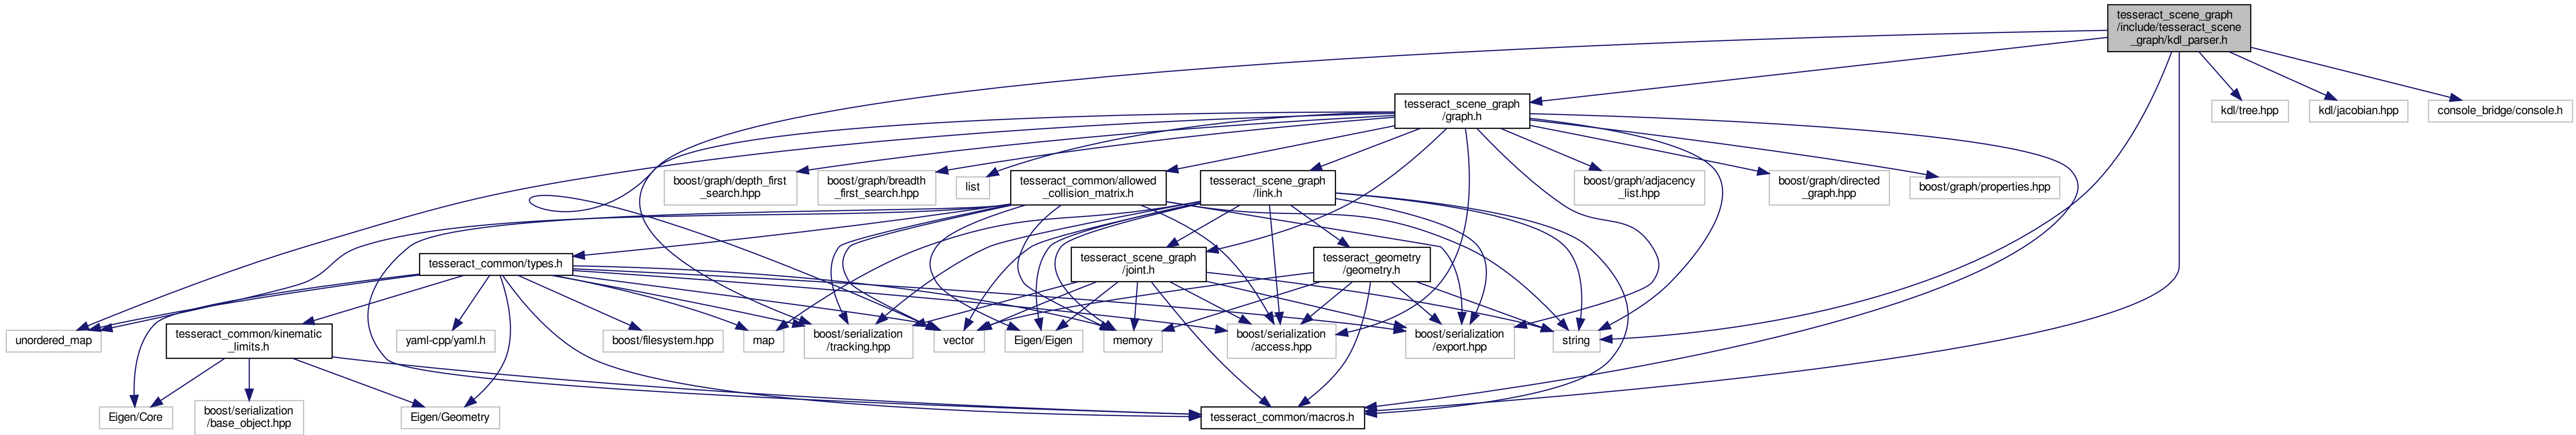 tesseract_scene_graph
/include/tesseract_scene
_graph/kdl_parser.h
tesseract_scene_graph
/graph.h
kdl/tree.hpp
kdl/jacobian.hpp
console_bridge/console.h
boost/graph/depth_first
_search.hpp
boost/graph/breadth
_first_search.hpp
list
tesseract_common/allowed
_collision_matrix.h
tesseract_scene_graph
/link.h
boost/graph/adjacency
_list.hpp
boost/graph/directed
_graph.hpp
boost/graph/properties.hpp
tesseract_common/types.h
tesseract_scene_graph
/joint.h
tesseract_geometry
/geometry.h
unordered_map
tesseract_common/kinematic
_limits.h
yaml-cpp/yaml.h
boost/filesystem.hpp
map
boost/serialization
/tracking.hpp
vector
Eigen/Eigen
memory
boost/serialization
/access.hpp
boost/serialization
/export.hpp
string
Eigen/Core
boost/serialization
/base_object.hpp
Eigen/Geometry
tesseract_common/macros.h